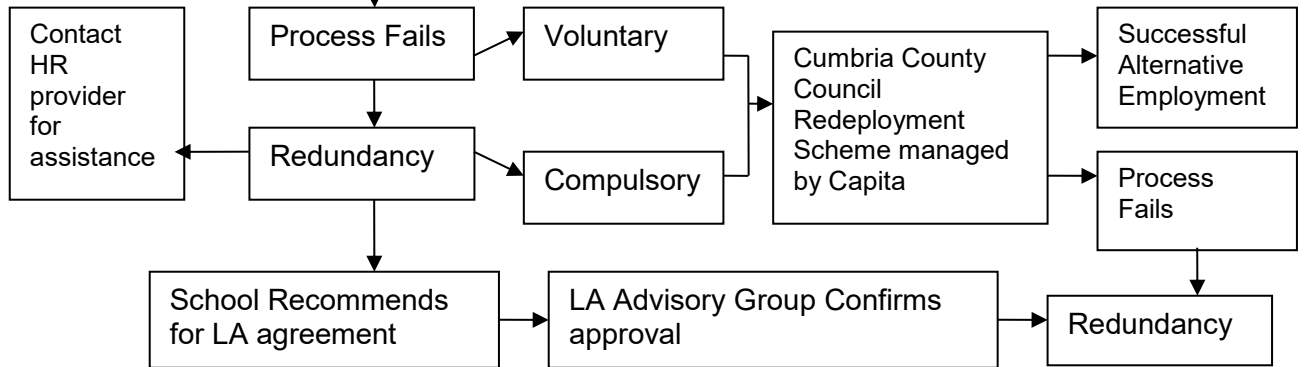 Contact
HR
provider
for
assistance
Process Fails
Voluntary
Cumbria County
Council
Redeployment
Scheme managed
by Capita
Successful
Alternative
Employment
Redundancy
Compulsory
Process
Fails
School Recommends
for LA agreement
LA Advisory Group Confirms
approval
Redundancy